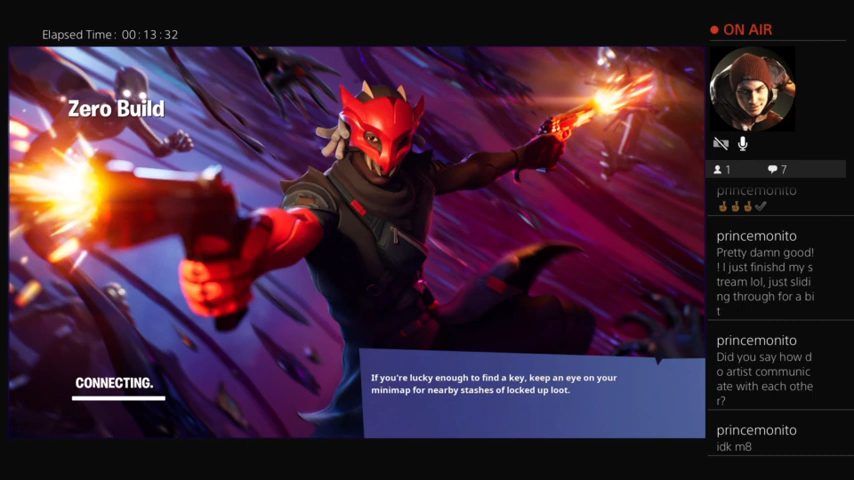 Elapsed Time: 00:13:32
ON AIR
Zero Build
1
7
princemonito
princemonito
Pretty damn good!
! I just finishd my s
tream lol, just slidi
ng through for a bi
t
princemonito
Did you say how d
o artist communic
ate with each othe
r?
princemonito
idk m8
CONNECTING.
If you're lucky enough to find a key, keep an eye on your
minimap for nearby stashes of locked up loot.